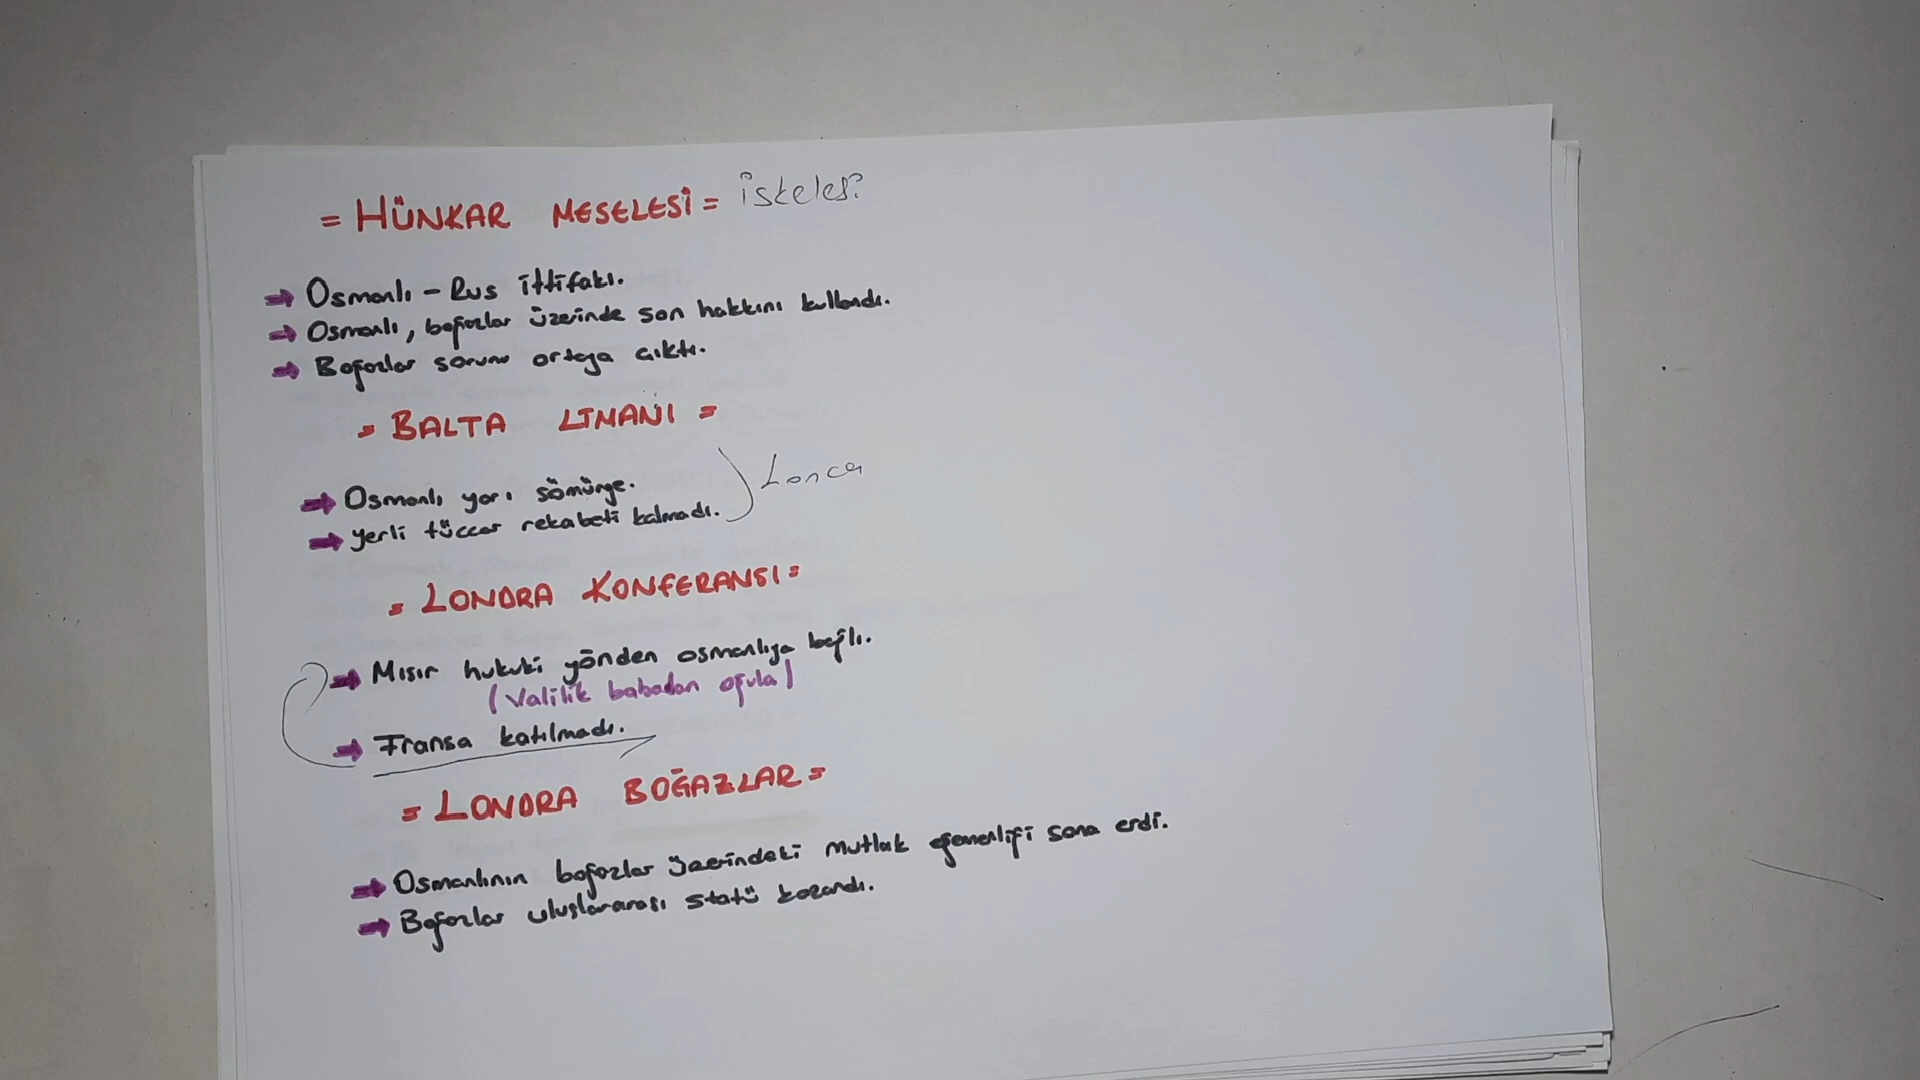 = HÜNKAR MESELESİ = İskelesi
➡ Osmanlı - Rus ittifakı.
➡ Osmanlı, boğazlar üzerinde son hakkını kullandı.
➡ Boğazlar sorunu ortaya çıktı.
= BALTA LİMANI =
➡ Osmanlı yarı sömürge.
➡ yerli tüccar rekabeti kalmadı.
Lonca
= LONDRA KONFERANSI =
➡ Mısır hukuki yönden osmanlıya bağlı.
(Valilik babadan oğula)
➡ Fransa katılmadı.
= LONDRA BOĞAZLAR =
➡ Osmanlının boğazlar üzerindeki mutlak egemenliği sona erdi.
➡ Boğazlar uluslararası statü kazandı.